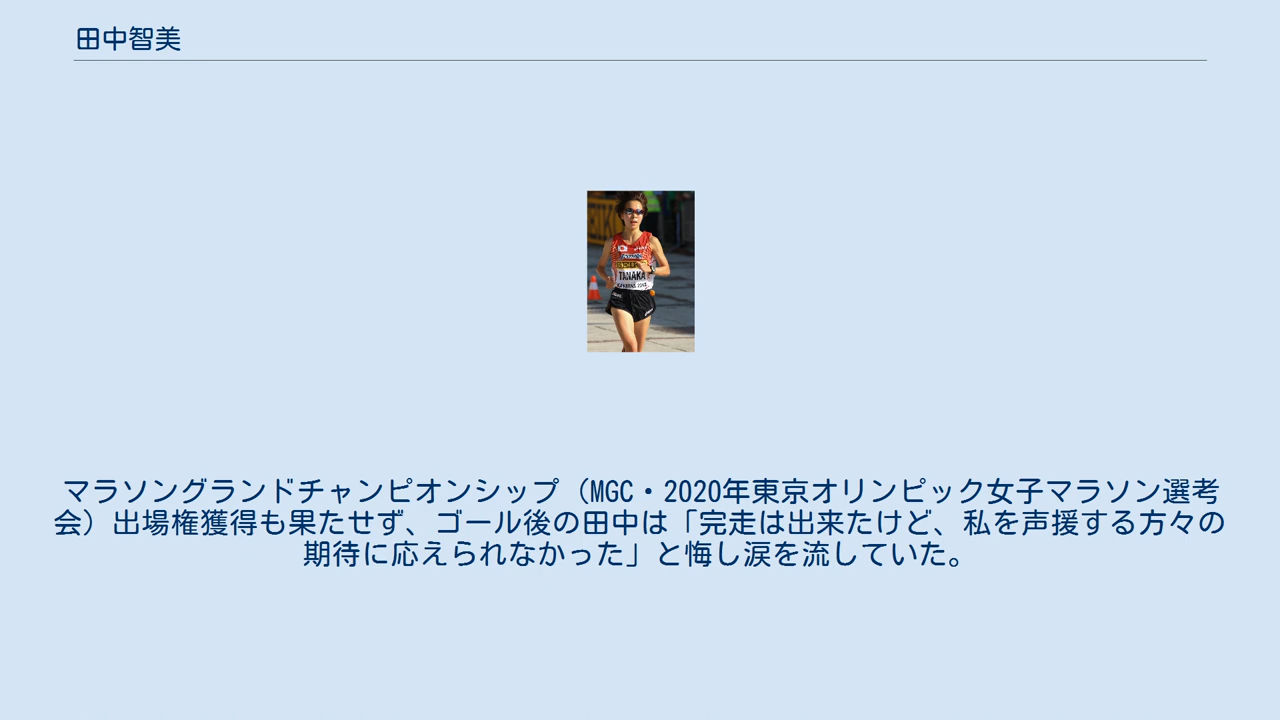 田中智美
TANAKA
マラソングランドチャンピオンシップ（MGC・2020年東京オリンピック女子マラソン選考
会）出場権獲得も果たせず、ゴール後の田中は「完走は出来たけど、私を声援する方々の
期待に応えられなかった」と悔し涙を流していた。